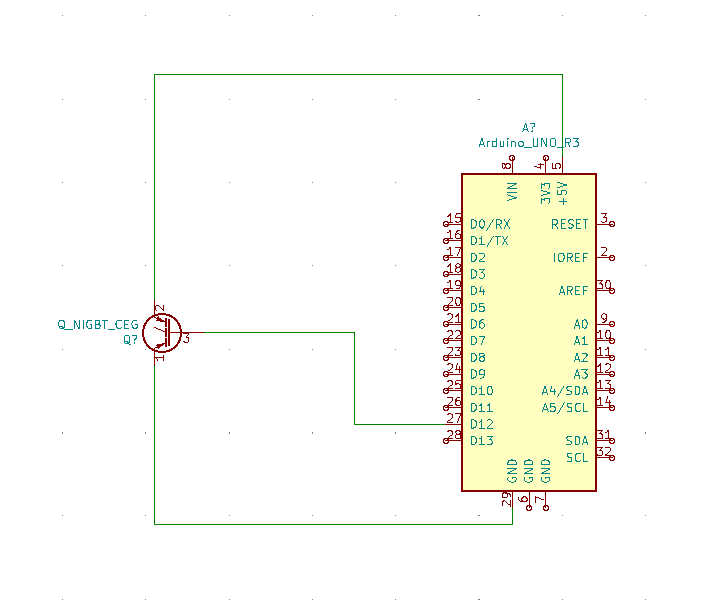 A?
Arduino_UNO_R3
8
4
5
VIN
3V3
+5V
15 D0/RX RESET 3
16 D1/TX
17 D2 IOREF 2
18 D3
19 D4 AREF 30
20 D5
21 D6 A0 9
22 D7 A1 10
23 D8 A2 11
24 D9 A3 12
25 D10 A4/SDA 13
26 D11 A5/SCL 14
27 D12
28 D13 SDA 31
SCL 32
GND
GND
GND
29
6
7
2
Q_NIGBT_CEG
Q?
3
1